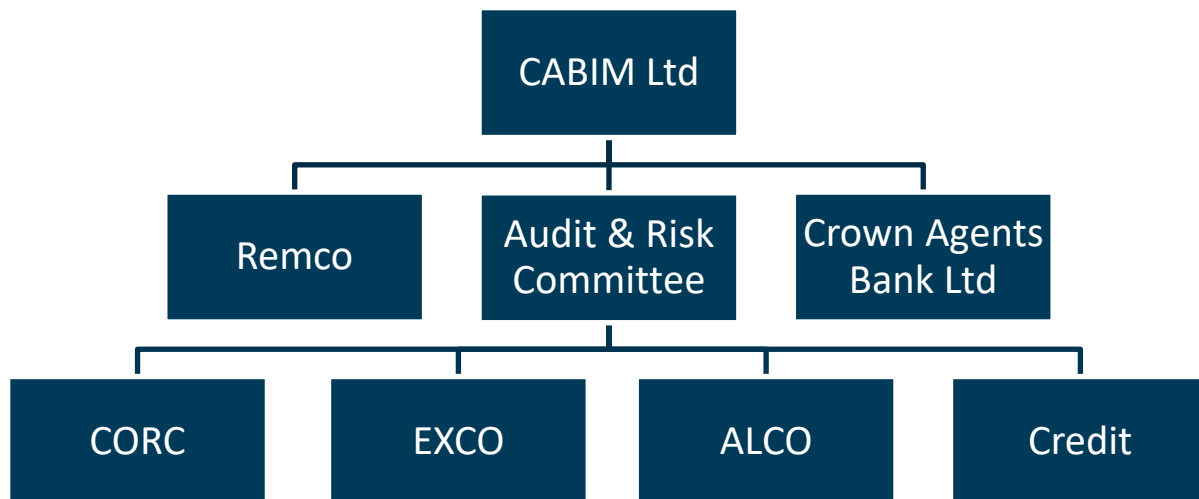 CABIM Ltd
Remco
Audit & Risk
Committee
Crown Agents
Bank Ltd
CORC
EXCO
ALCO
Credit